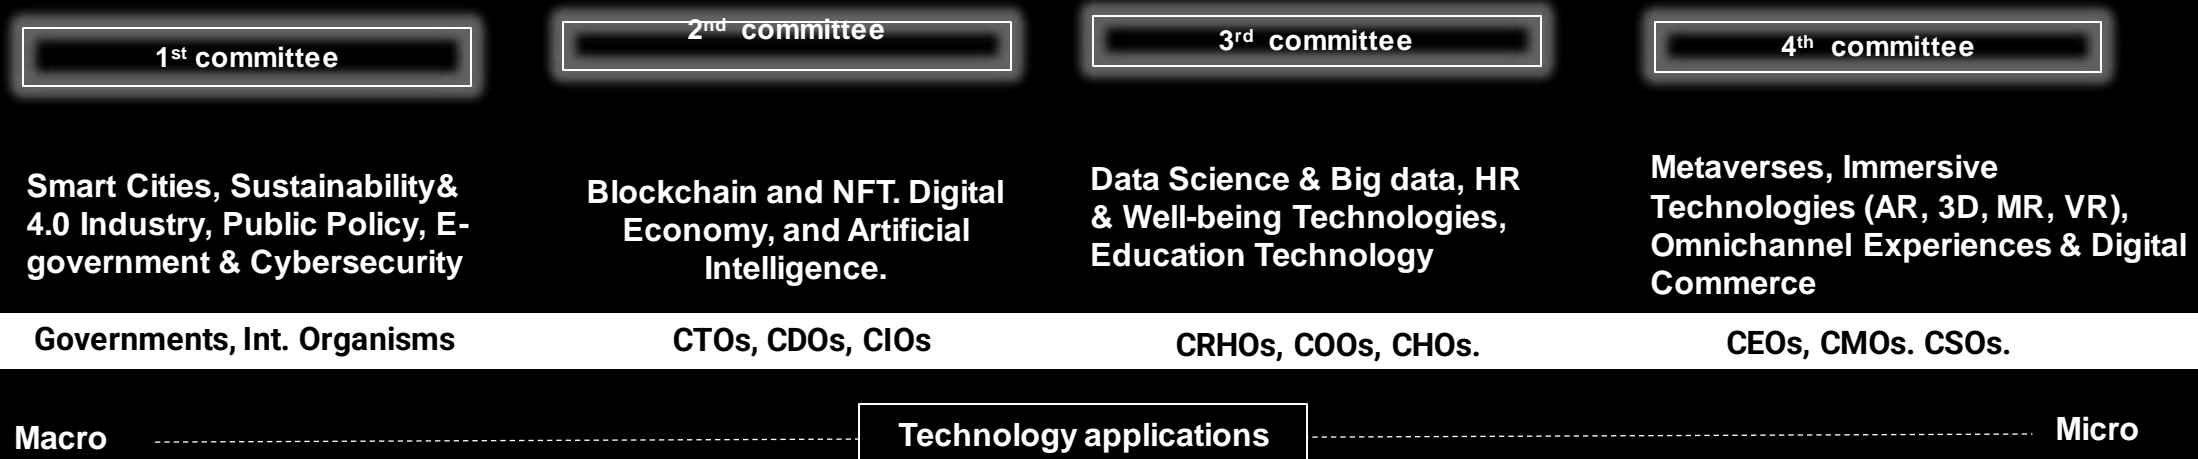 1st committee
2nd committee
3rd committee
4th committee
Smart Cities, Sustainability&
4.0 Industry, Public Policy, E-
government & Cybersecurity
Blockchain and NFT. Digital
Economy, and Artificial
Intelligence.
Data Science & Big data, HR
& Well-being Technologies,
Education Technology
Metaverses, Immersive
Technologies (AR, 3D, MR, VR),
Omnichannel Experiences & Digital
Commerce
Governments, Int. Organisms
CTOs, CDOs, CIOs
CRHOs, COOs, CHOs.
CEOs, CMOs. CSOs.
Macro
Technology applications
Micro